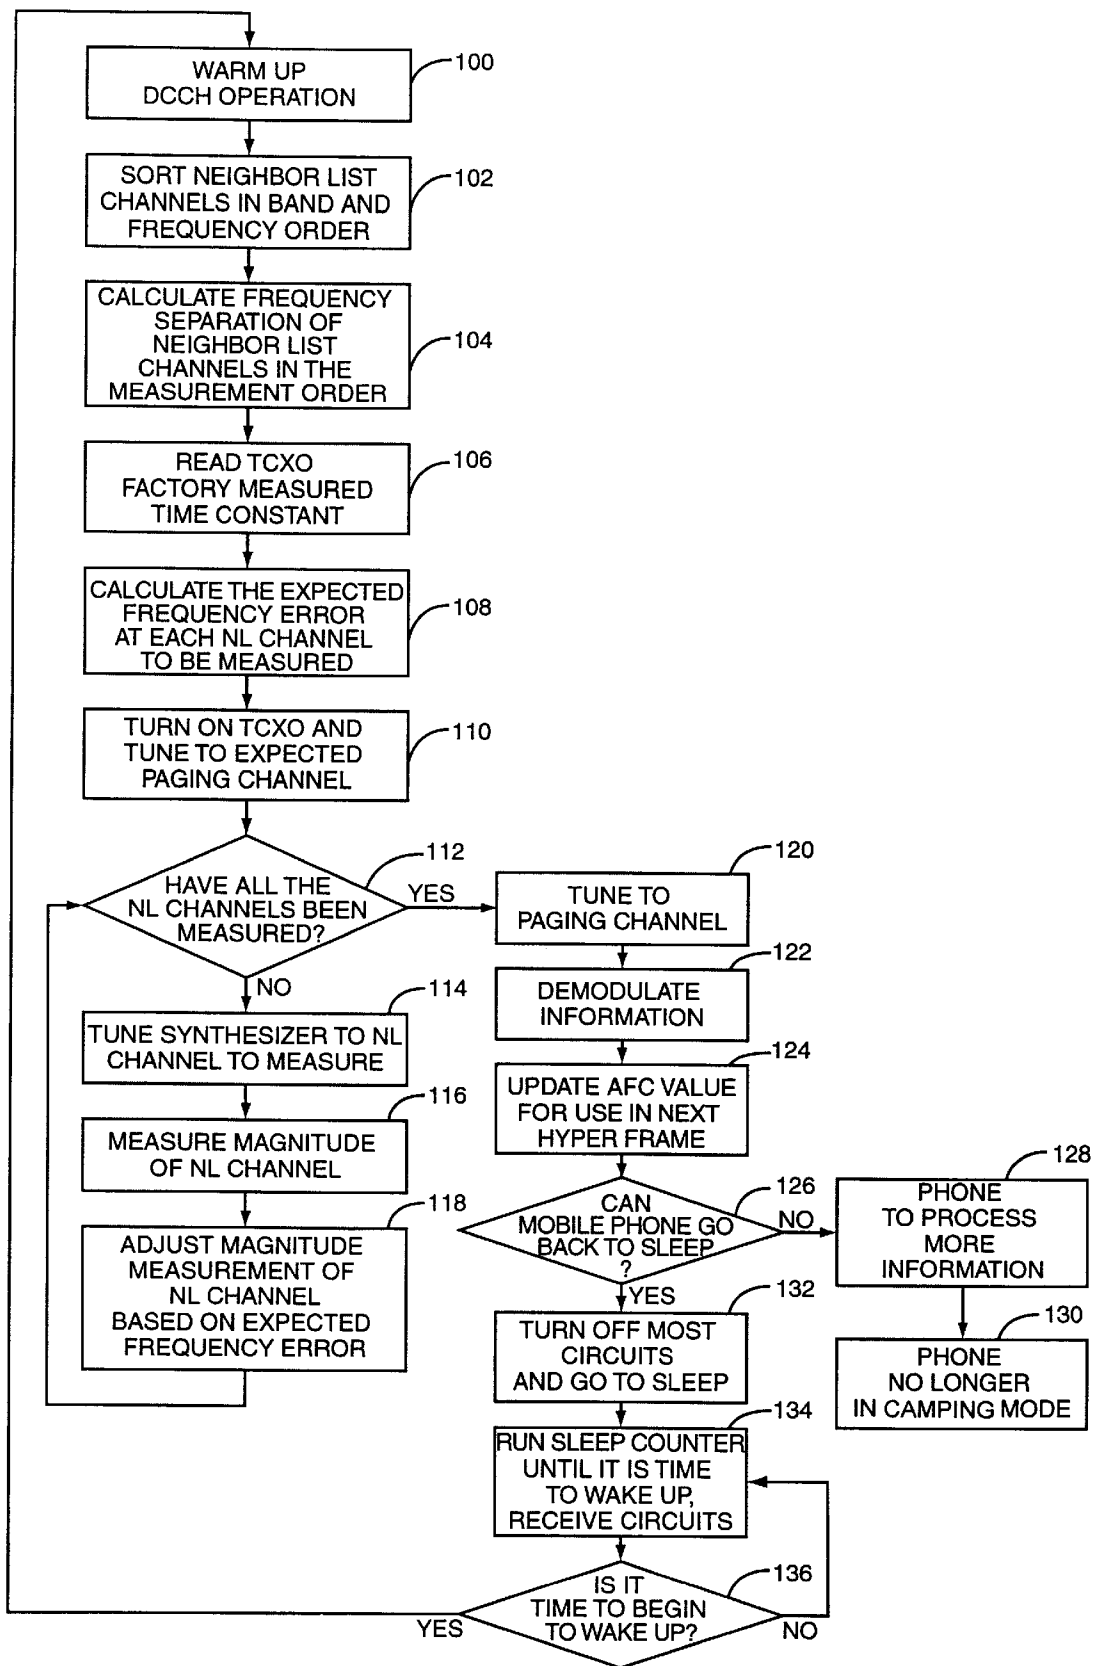 WARM UP
DCCH OPERATION
100
SORT NEIGHBOR LIST
CHANNELS IN BAND AND
FREQUENCY ORDER
102
CALCULATE FREQUENCY
SEPARATION OF
NEIGHBOR LIST
CHANNELS IN THE
MEASUREMENT ORDER
104
READ TCXO
FACTORY MEASURED
TIME CONSTANT
106
CALCULATE THE EXPECTED
FREQUENCY ERROR
AT EACH NL CHANNEL
TO BE MEASURED
108
TURN ON TCXO AND
TUNE TO EXPECTED
PAGING CHANNEL
110
HAVE ALL THE
NL CHANNELS BEEN
MEASURED?
112
YES
NO
TUNE SYNTHESIZER TO NL
CHANNEL TO MEASURE
114
MEASURE MAGNITUDE
OF NL CHANNEL
116
ADJUST MAGNITUDE
MEASUREMENT OF
NL CHANNEL
BASED ON EXPECTED
FREQUENCY ERROR
118
TUNE TO
PAGING CHANNEL
120
DEMODULATE
INFORMATION
122
UPDATE AFC VALUE
FOR USE IN NEXT
HYPER FRAME
124
CAN
MOBILE PHONE GO
BACK TO SLEEP
?
126
NO
YES
PHONE
TO PROCESS
MORE
INFORMATION
128
PHONE
NO LONGER
IN CAMPING MODE
130
TURN OFF MOST
CIRCUITS
AND GO TO SLEEP
132
RUN SLEEP COUNTER
UNTIL IT IS TIME
TO WAKE UP,
RECEIVE CIRCUITS
134
IS IT
TIME TO BEGIN
TO WAKE UP?
136
YES
NO